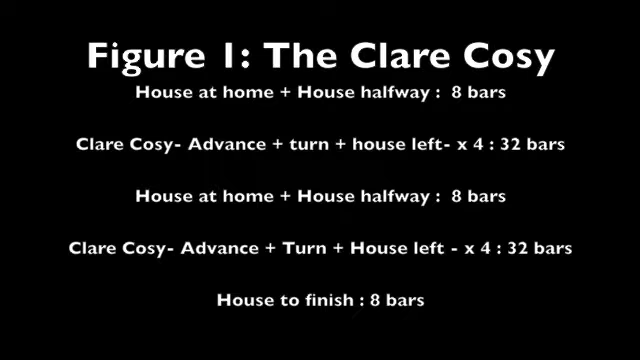 Figure 1: The Clare Cosy
House at home + House halfway :  8 bars
Clare Cosy- Advance + turn + house left- x 4 : 32 bars
House at home + House halfway :  8 bars
Clare Cosy- Advance + Turn + House left - x 4 : 32 bars
House to finish : 8 bars